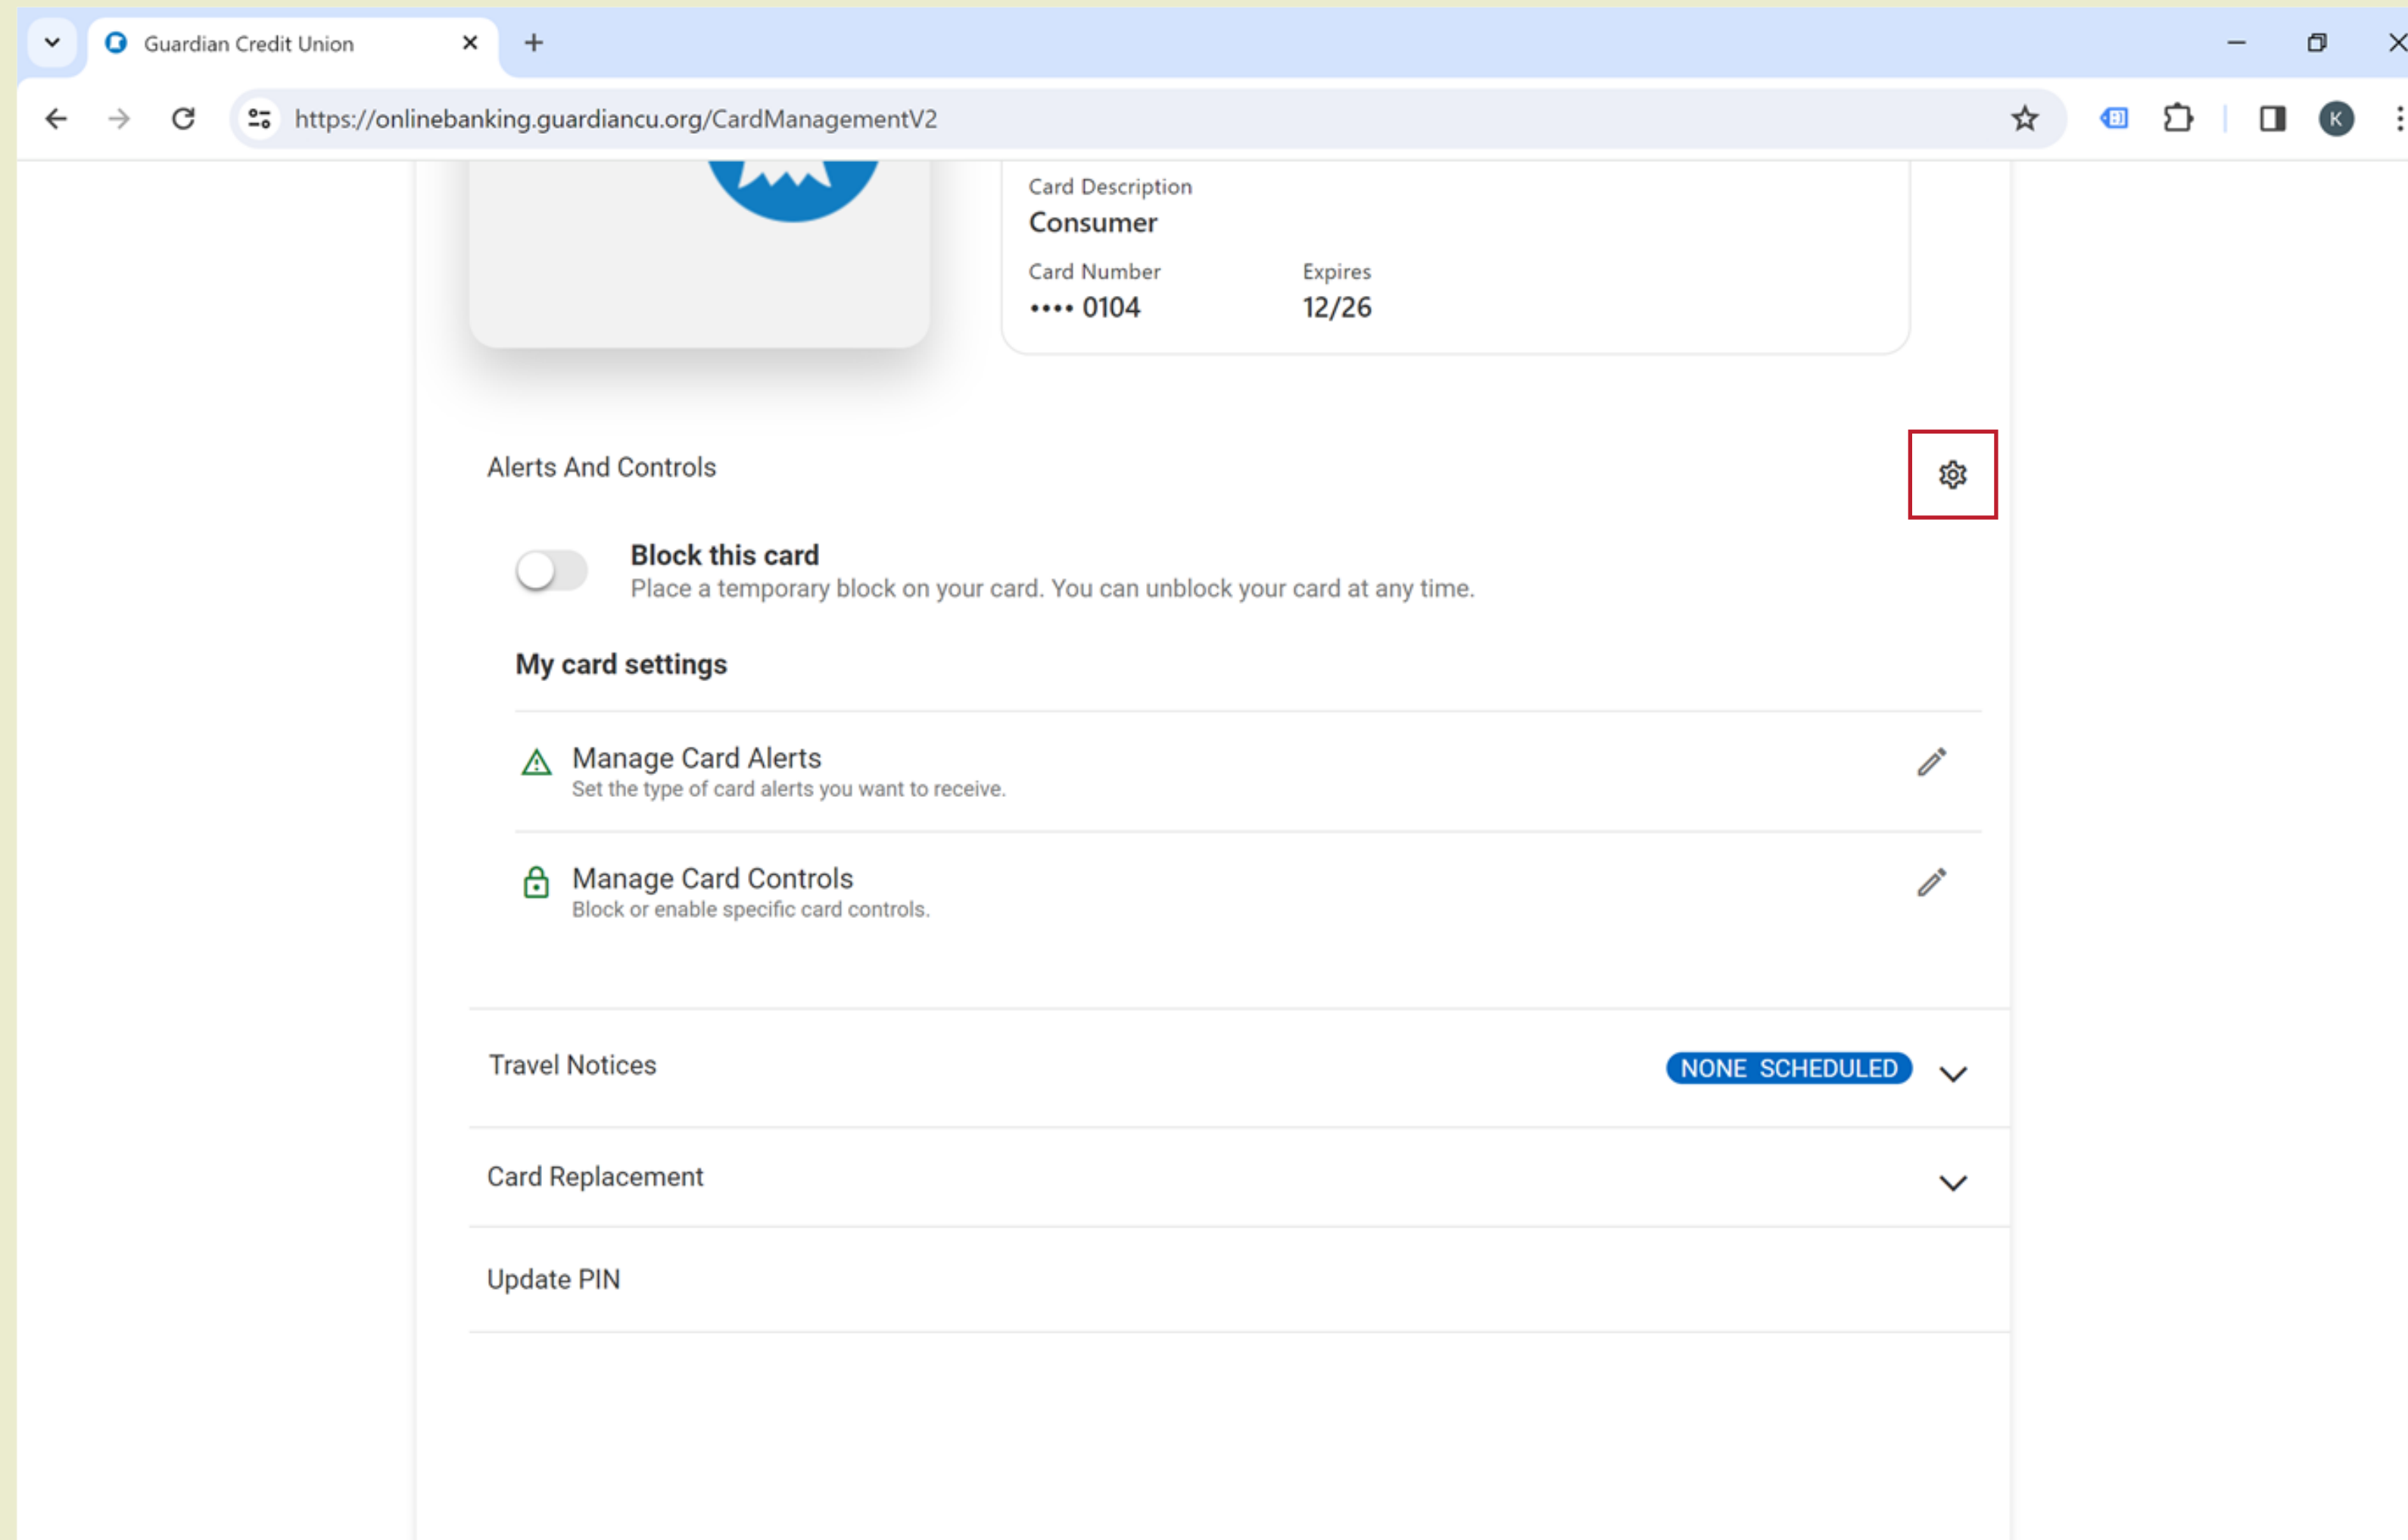 Guardian Credit Union
https://onlinebanking.guardiancu.org/CardManagementV2
K
Card Description
Consumer
Card Number Expires
•••• 0104 12/26
Alerts And Controls
Block this card
Place a temporary block on your card. You can unblock your card at any time.
My card settings
Manage Card Alerts
Set the type of card alerts you want to receive.
Manage Card Controls
Block or enable specific card controls.
Travel Notices NONE SCHEDULED
Card Replacement
Update PIN